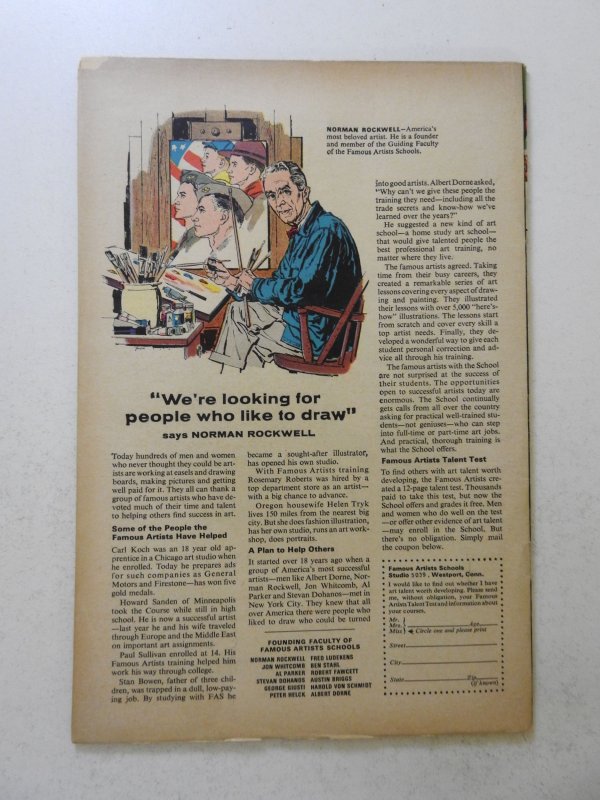 NORMAN ROCKWELL—America's
most beloved artist. He is a founder
and member of the Guiding Faculty
of the Famous Artists Schools.
"We're looking for
people who like to draw"
says NORMAN ROCKWELL
Today hundreds of men and women
who never thought they could be art-
ists are working at easels and drawing
boards, making pictures and getting
well paid for it. They all can thank a
group of famous artists who have de-
voted much of their time and talent
to helping others find success in art.
Some of the People the
Famous Artists Have Helped
Carl Koch was an 18 year old ap-
prentice in a Chicago art studio when
he enrolled. Today he prepares ads
for such companies as General
Motors and Firestone—has won five
gold medals.
Howard Sanden of Minneapolis
took the Course while still in high
school. He is now a successful artist
—last year he and his wife traveled
through Europe and the Middle East
on important art assignments.
Paul Sullivan enrolled at 14. His
Famous Artists training helped him
work his way through college.
Stan Bowen, father of three chil-
dren, was trapped in a dull, low-pay-
ing job. By studying with FAS he
became a sought-after illustrator,
has opened his own studio.
With Famous Artists training
Rosemary Roberts was hired by a
top department store as an artist—
with a big chance to advance.
Oregon housewife Helen Tryk
lives 150 miles from the nearest big
city. But she does fashion illustration,
has her own studio, runs an art work-
shop, does portraits.
A Plan to Help Others
It started over 18 years ago when a
group of America's most successful
artists—men like Albert Dorne, Nor-
man Rockwell, Jon Whitcomb, Al
Parker and Stevan Dohanos—met in
New York City. They knew that all
over America there were people who
liked to draw who could be turned
FOUNDING FACULTY OF
FAMOUS ARTISTS SCHOOLS
NORMAN ROCKWELL FRED LUDEKENS
JON WHITCOMB BEN STAHL
AL PARKER ROBERT FAWCETT
STEVAN DOHANOS AUSTIN BRIGGS
GEORGE GIUSTI HAROLD VON SCHMIDT
PETER HELCK ALBERT DORNE
into good artists. Albert Dorne asked,
"Why can't we give these people the
training they need—including all the
trade secrets and know-how we've
learned over the years?"
He suggested a new kind of art
school—a home study art school—
that would give talented people the
best professional art training, no
matter where they live.
The famous artists agreed. Taking
time from their busy careers, they
created a remarkable series of art
lessons covering every aspect of draw-
ing and painting. They illustrated
their lessons with over 5,000 "here's-
how" illustrations. The lessons start
from scratch and cover every skill a
top artist needs. Finally, they de-
veloped a wonderful way to give each
student personal correction and ad-
vice all through his training.
The famous artists with the School
are not surprised at the success of
their students. The opportunities
open to successful artists today are
enormous. The School continually
gets calls from all over the country
asking for practical well-trained stu-
dents—not geniuses—who can step
into full-time or part-time art jobs.
And practical, thorough training is
what the School offers.
Famous Artists Talent Test
To find others with art talent worth
developing, the Famous Artists cre-
ated a 12-page talent test. Thousands
paid to take this test, but now the
School offers and grades it free. Men
and women who do well on the test
—or offer other evidence of art talent
—may enroll in the School. But
there's no obligation. Simply mail
the coupon below.
Famous Artists Schools
Studio 5039, Westport, Conn.
I would like to find out whether I have
art talent worth developing. Please send
me, without obligation, your Famous
Artists Talent Test and information about
your courses.
Mr.
Mrs. Age
Miss Circle one and please print
Street
City
State Zip
(if known)